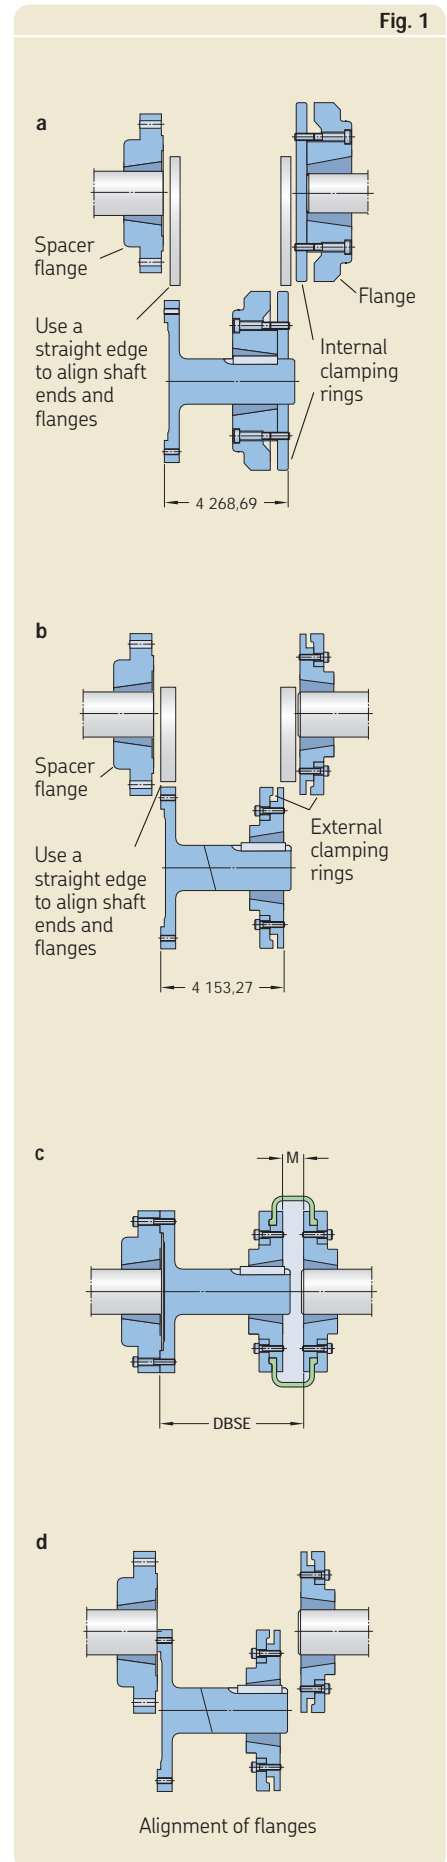 Fig. 1
a
Spacer
flange
Flange
Use a
straight edge
to align shaft
ends and
flanges
Internal
clamping
rings
4 268,69
b
Spacer
flange
External
clamping
rings
Use a
straight edge
to align shaft
ends and
flanges
4 153,27
c
M
DBSE
d
Alignment of flanges